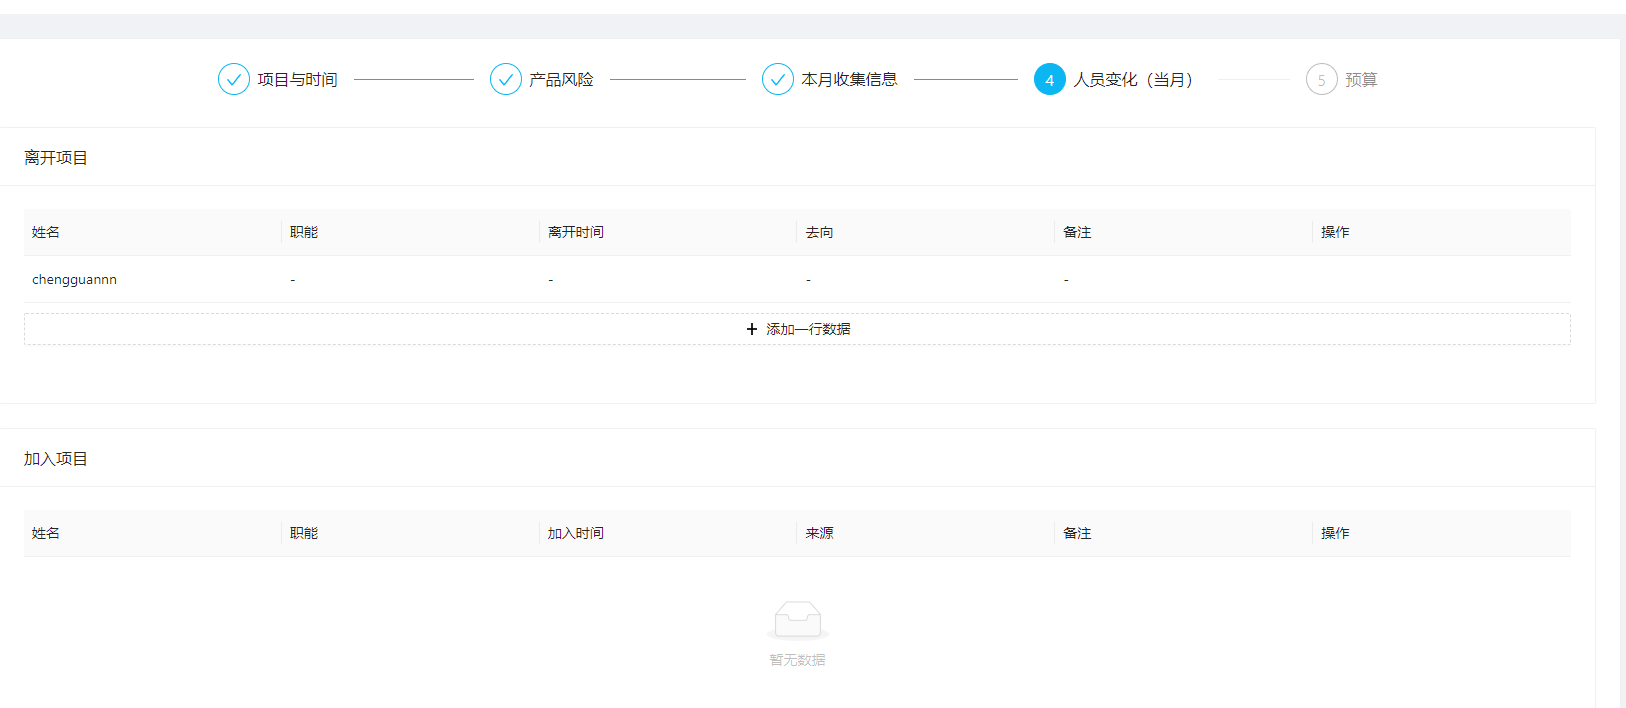 项目与时间 产品风险 本月收集信息 4 人员变化（当月） 5 预算
离开项目
姓名 职能 离开时间 去向 备注 操作
chengguannn - - - -
+ 添加一行数据
加入项目
姓名 职能 加入时间 来源 备注 操作
暂无数据